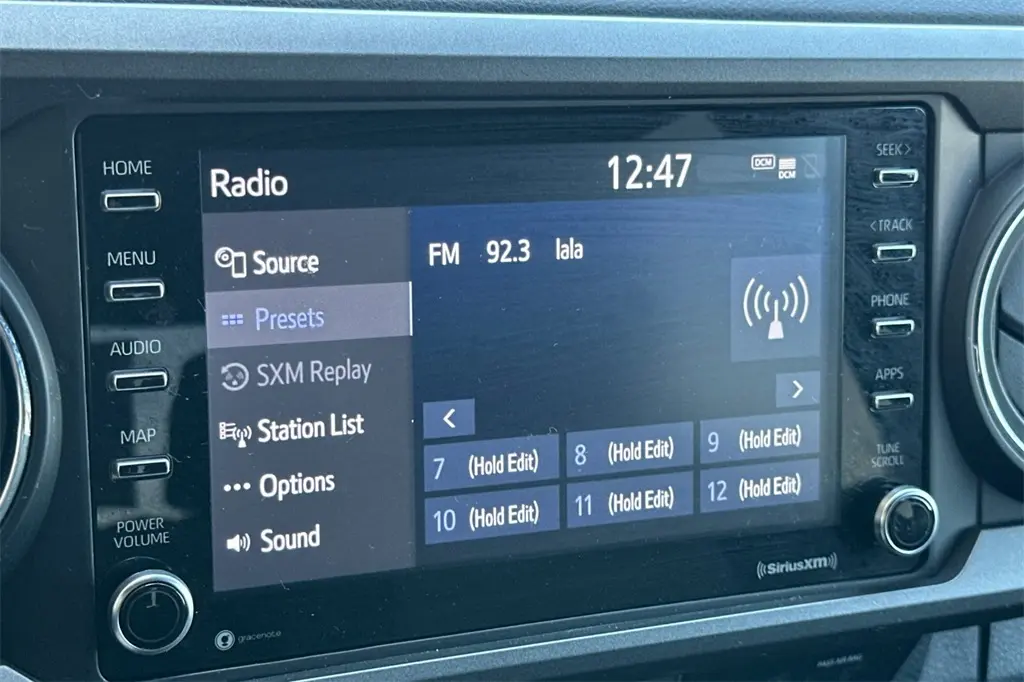 HOME
MENU
AUDIO
MAP
POWER
VOLUME
Radio
12:47
DCM
DCM
Source
Presets
SXM Replay
Station List
Options
Sound
FM 92.3 lala
<
>
7 (Hold Edit)
8 (Hold Edit)
9 (Hold Edit)
10 (Hold Edit)
11 (Hold Edit)
12 (Hold Edit)
SEEK >
< TRACK
PHONE
APPS
TUNE
SCROLL
((SiriusXM))
gracenote